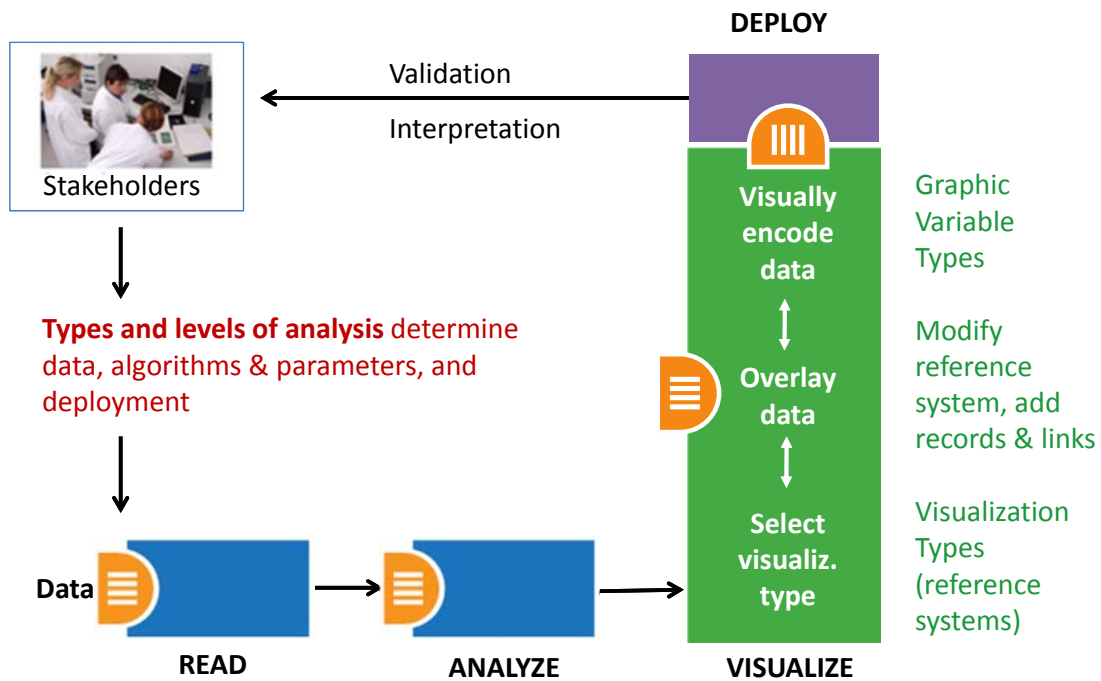 DEPLOY
Validation
Interpretation
Stakeholders
Visually
encode
data
Graphic
Variable
Types
Types and levels of analysis determine
data, algorithms & parameters, and
deployment
Overlay
data
Modify
reference
system, add
records & links
Select
visualiz.
type
Visualization
Types
(reference
systems)
Data
READ
ANALYZE
VISUALIZE